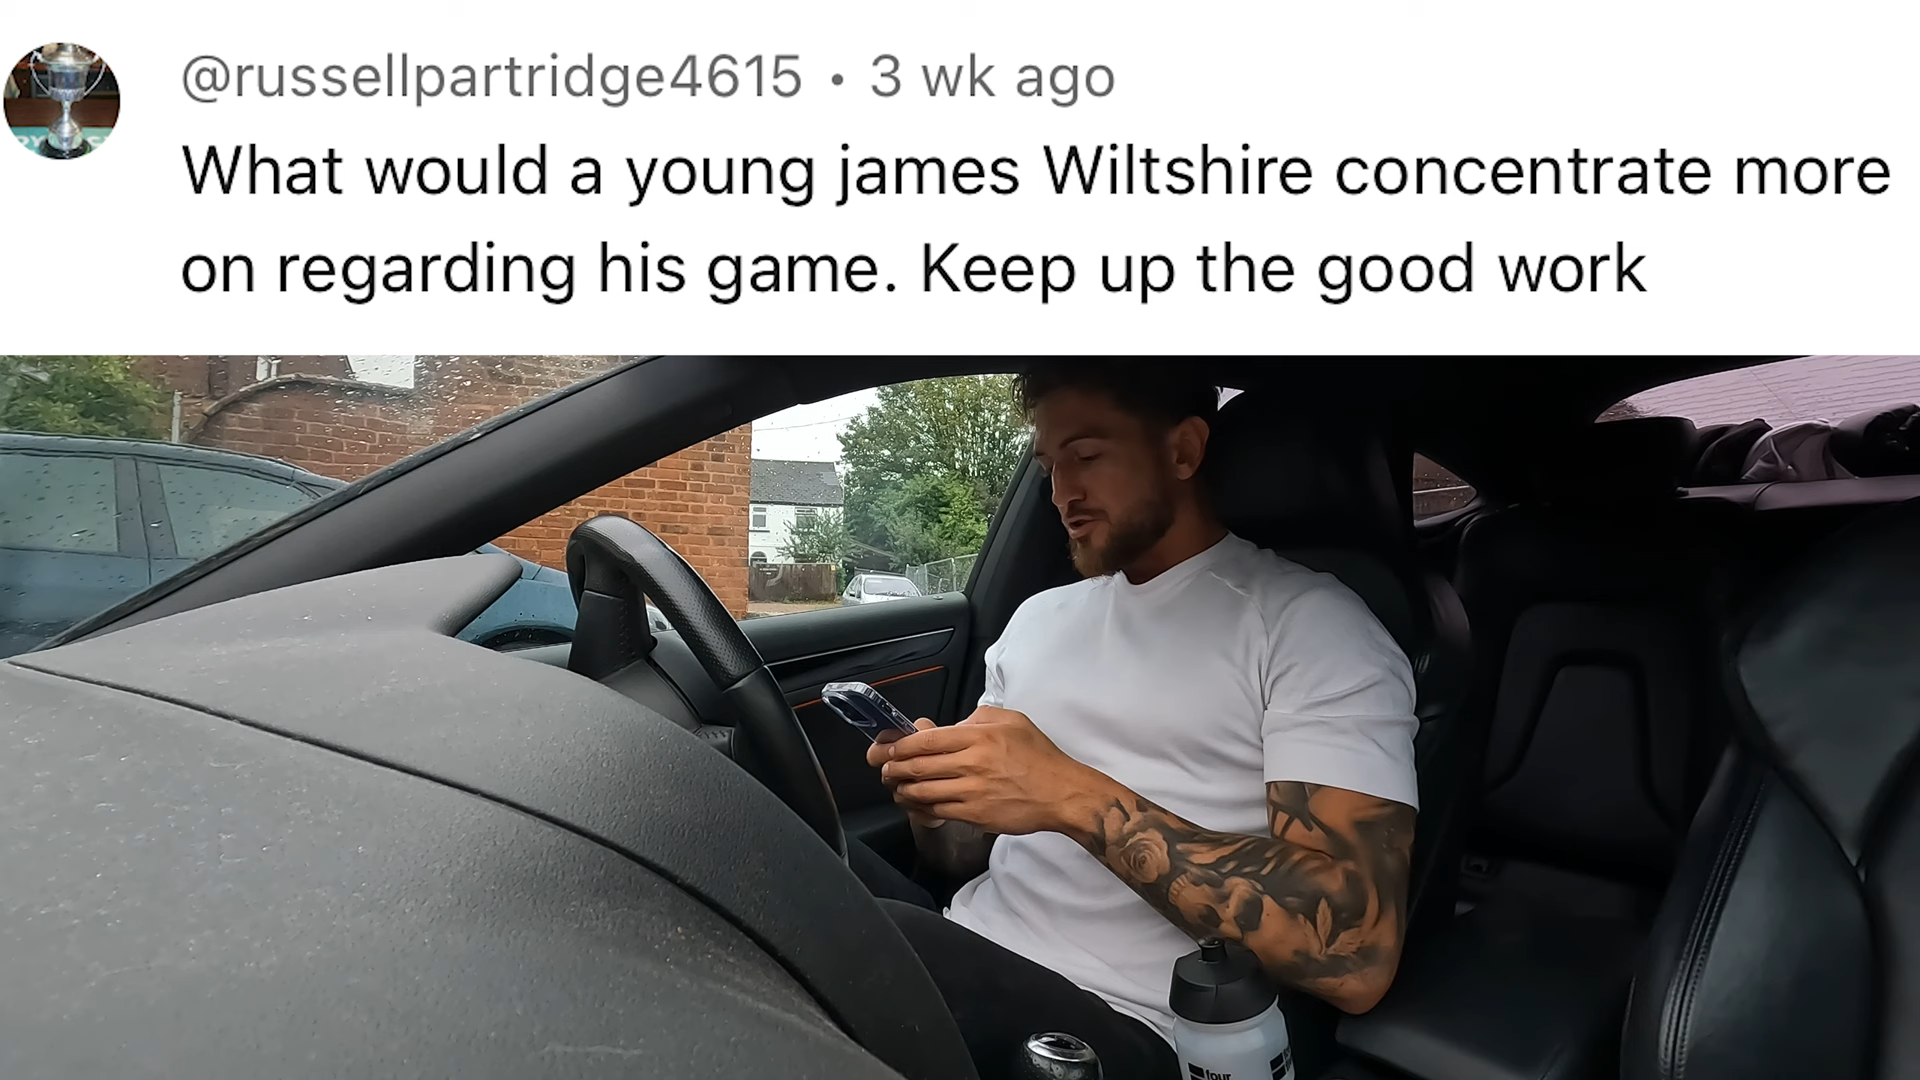 @russellpartridge4615 • 3 wk ago
What would a young james Wiltshire concentrate more
on regarding his game. Keep up the good work
four